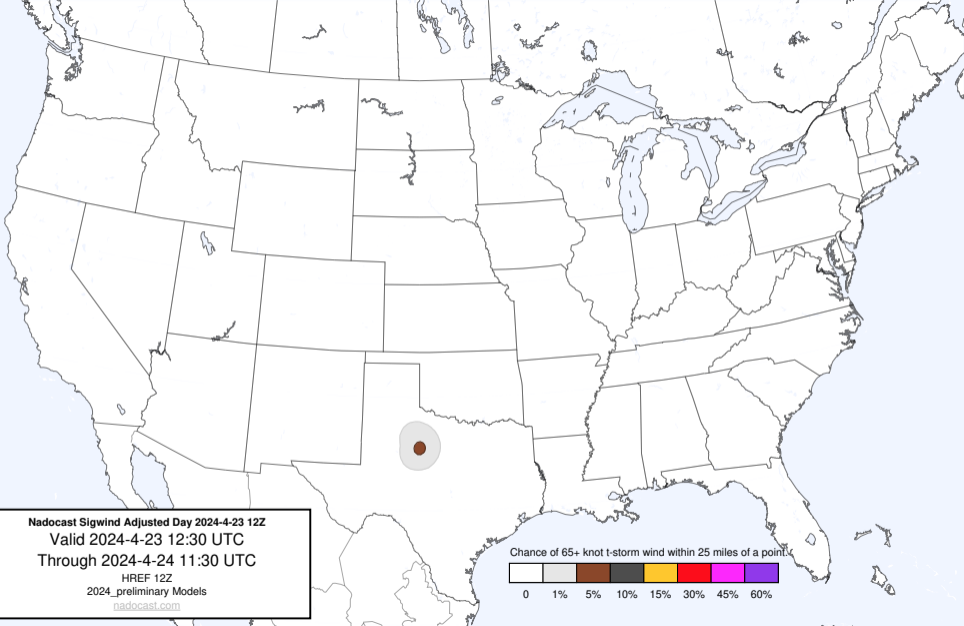 Nadocast Sigwind Adjusted Day 2024-4-23 12Z
Valid 2024-4-23 12:30 UTC
Through 2024-4-24 11:30 UTC
HREF 12Z
2024_preliminary Models
nadocast.com
Chance of 65+ knot t-storm wind within 25 miles of a point.
0 1% 5% 10% 15% 30% 45% 60%